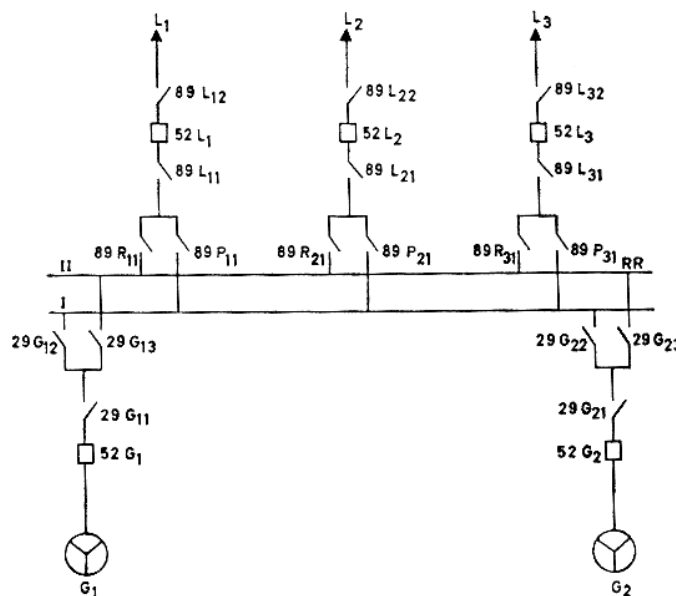 L1 L2 L3
89 L12 89 L22 89 L32
52 L1 52 L2 52 L3
89 L11 89 L21 89 L31
89 R11 89 P11 89 R21 89 P21 89 R31 89 P31
II RR
I
29 G12 29 G13 29 G22 29 G23
29 G11 29 G21
52 G1 52 G2
G1 G2